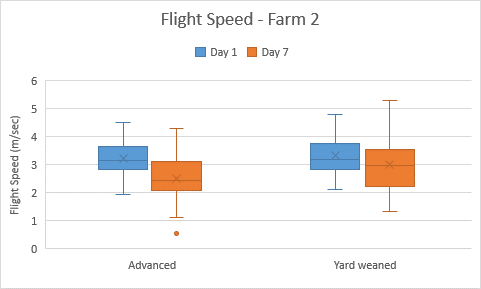 Flight Speed - Farm 2
Day 1 Day 7
Flight Speed (m/sec)
6
5
4
3
2
1
0
Advanced Yard weaned